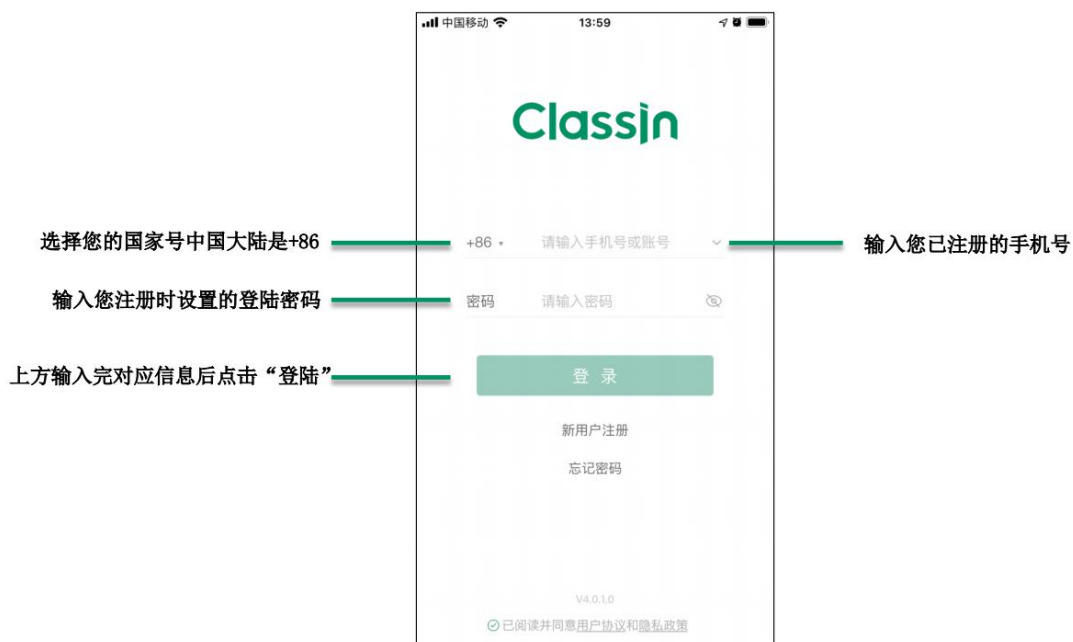 中国移动 13:59
ClassIn
选择您的国家号中国大陆是+86 +86 请输入手机号或账号 输入您已注册的手机号
输入您注册时设置的登陆密码 密码 请输入密码
上方输入完对应信息后点击“登陆” 登 录
新用户注册
忘记密码
V4.0.1.0
已阅读并同意用户协议和隐私政策